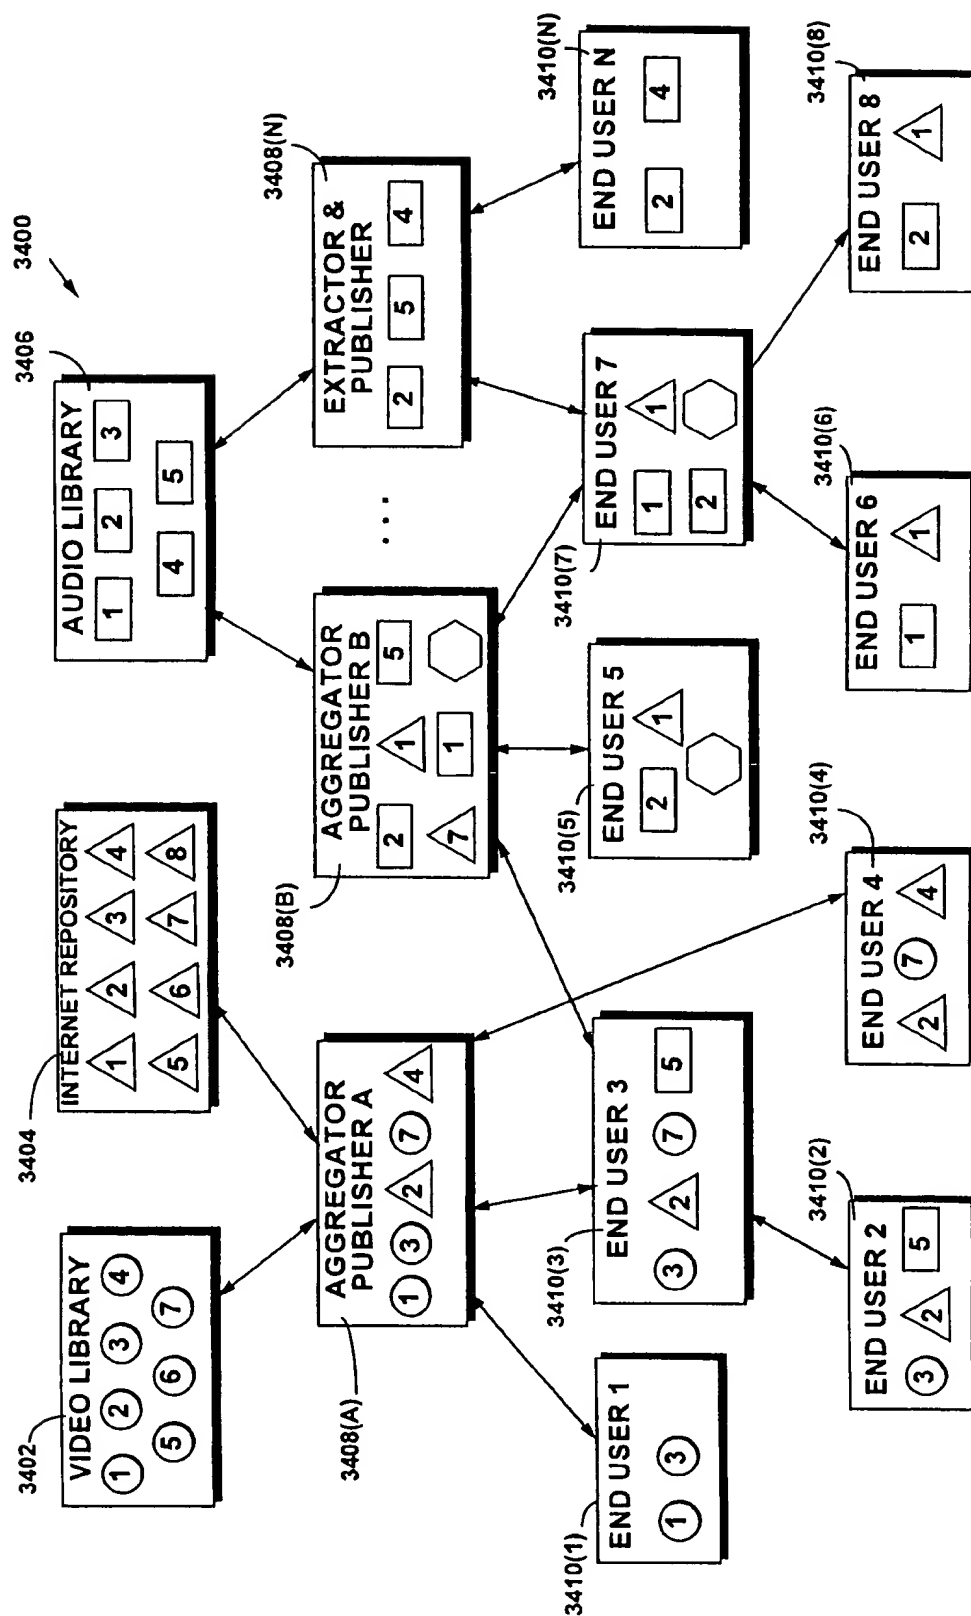 3400
3402
VIDEO LIBRARY
1 2 3 4
5 6 7
3404
INTERNET REPOSITORY
1 2 3 4
5 6 7 8
3406
AUDIO LIBRARY
1 2 3
4 5
3408(A)
AGGREGATOR
PUBLISHER A
1 3 2 7 4
3408(B)
AGGREGATOR
PUBLISHER B
2 1 5
7 1
...
3408(N)
EXTRACTOR &
PUBLISHER
2 5 4
3410(1)
END USER 1
1 3
3410(3)
END USER 3
3 2 7 5
3410(5)
END USER 5
2 1
3410(7)
END USER 7
1 1
2
3410(N)
END USER N
2 4
3410(2)
END USER 2
3 2 5
3410(4)
END USER 4
2 7 4
3410(6)
END USER 6
1 1
3410(8)
END USER 8
2 1